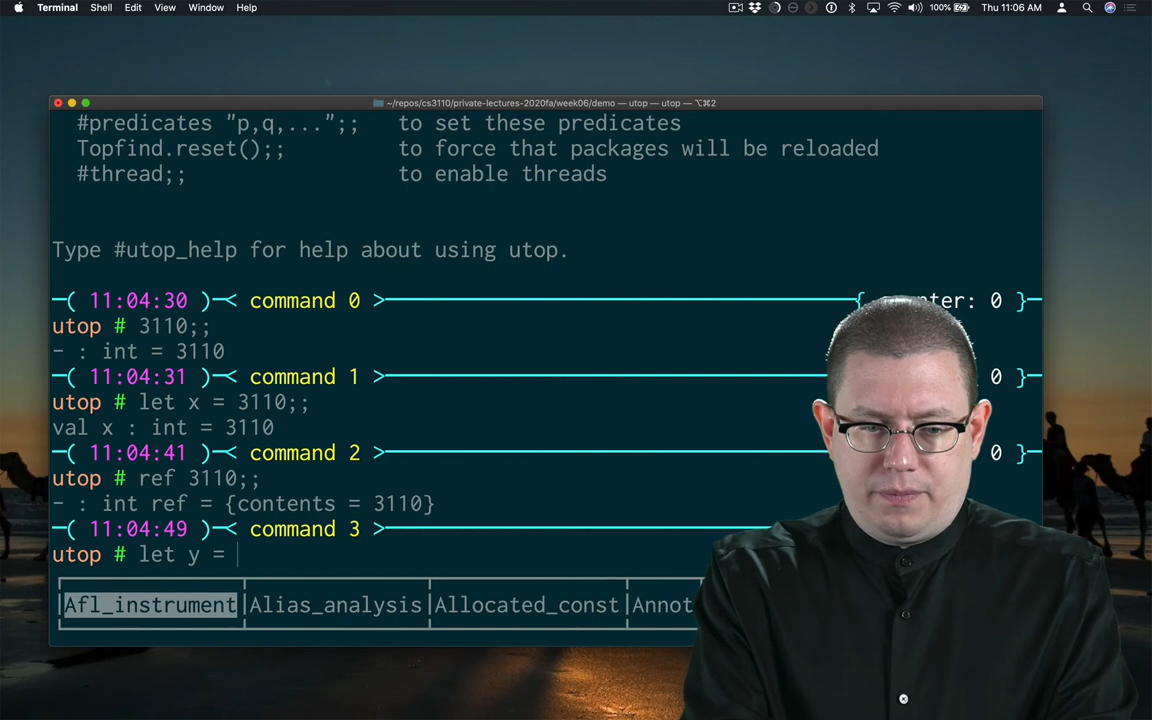 Terminal Shell Edit View Window Help 100% Thu 11:06 AM
~/repos/cs3110/private-lectures-2020fa/week06/demo — utop — utop — ⌥⌘2
#predicates "p,q,...";; to set these predicates
Topfind.reset();; to force that packages will be reloaded
#thread;; to enable threads
Type #utop_help for help about using utop.
─( 11:04:30 )─< command 0 >─{ 0 }─
utop # 3110;;
- : int = 3110
─( 11:04:31 )─< command 1 >─ 0 }─
utop # let x = 3110;;
val x : int = 3110
─( 11:04:41 )─< command 2 >─ 0 }─
utop # ref 3110;;
- : int ref = {contents = 3110}
─( 11:04:49 )─< command 3 >─
utop # let y =
Afl_instrument|Alias_analysis|Allocated_const|Annot